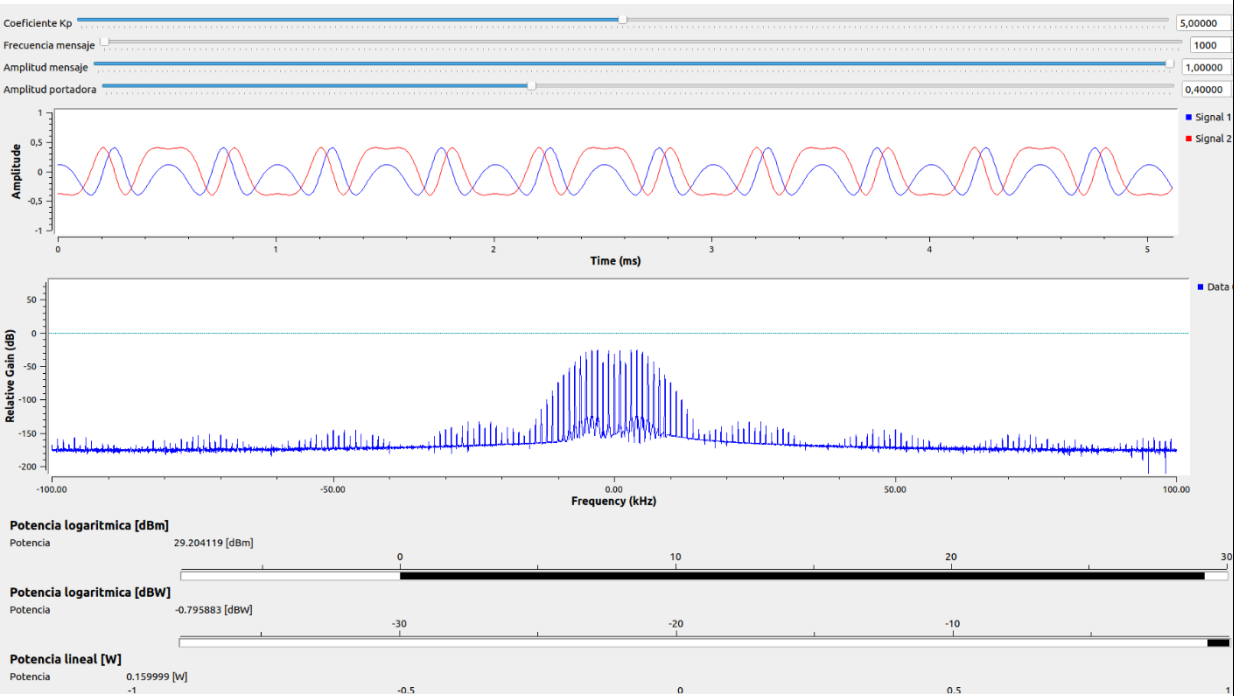 Coeficiente Kp 5,00000
Frecuencia mensaje 1000
Amplitud mensaje 1,00000
Amplitud portadora 0,40000
1
0,5
0
-0,5
-1
Amplitude
Signal 1
Signal 2
0 1 2 3 4 5
Time (ms)
50
0
-50
-100
-150
-200
Relative Gain (dB)
Data
-100.00 -50.00 0.00 50.00 100.00
Frequency (kHz)
Potencia logaritmica [dBm]
Potencia 29.204119 [dBm]
0 10 20 30
Potencia logaritmica [dBW]
Potencia -0.795883 [dBW]
-30 -20 -10
Potencia lineal [W]
Potencia 0.159999 [W]
-1 -0.5 0 0.5 1